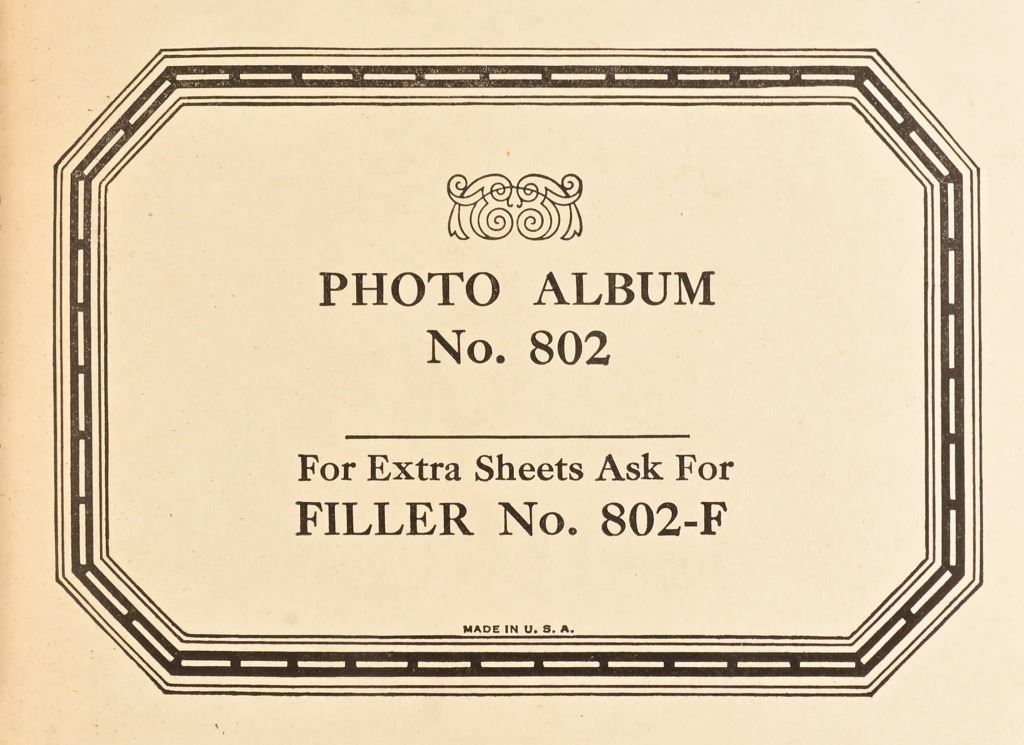 PHOTO ALBUM
No. 802
For Extra Sheets Ask For
FILLER No. 802-F
MADE IN U. S. A.